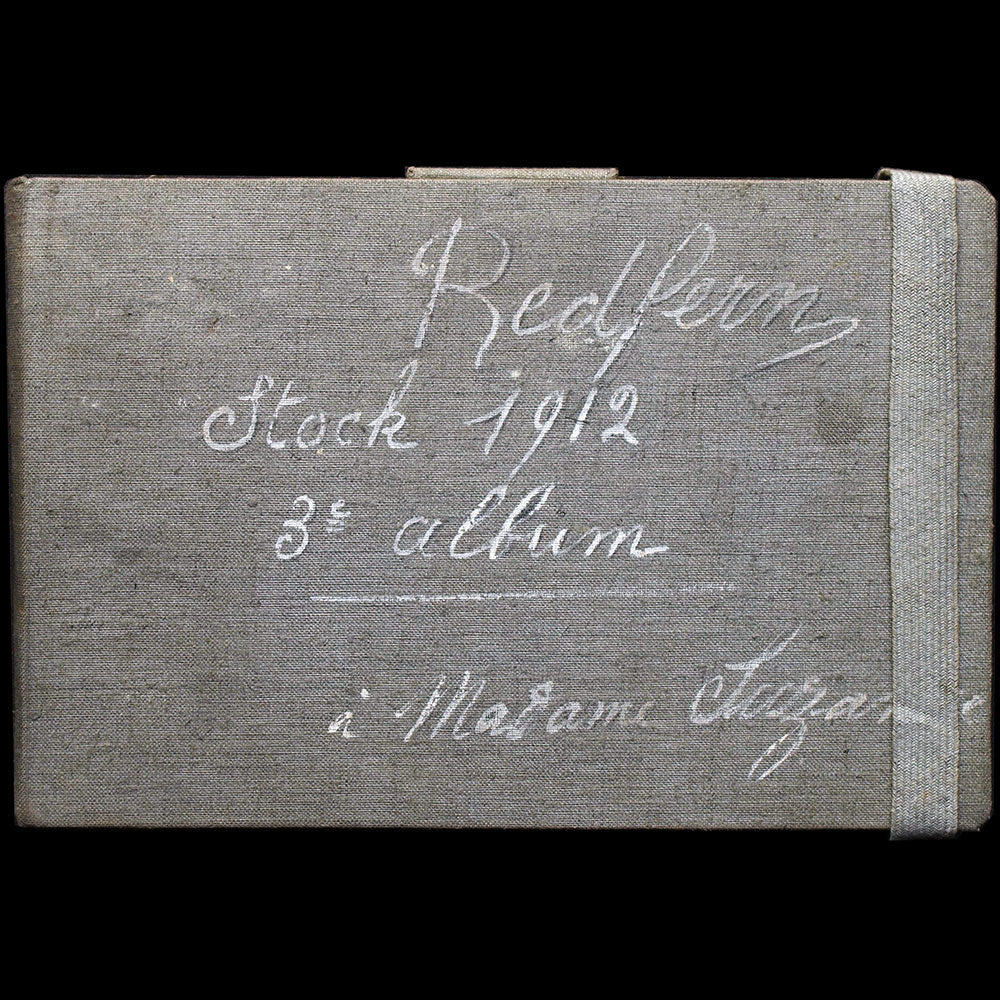 Redfern
Stock 1912
3e album
à Madame Suzanne